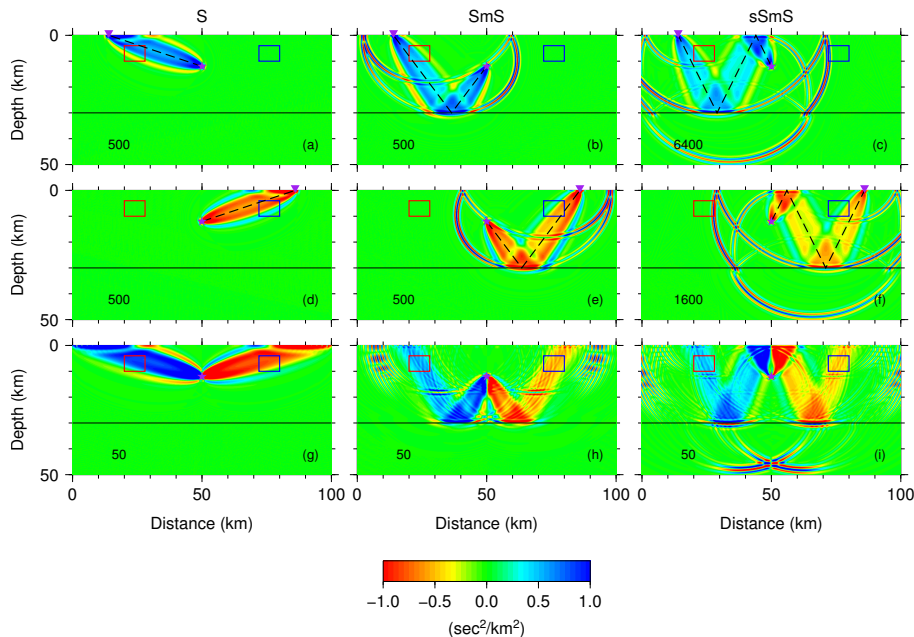 S SmS sSmS
0
Depth (km)
50
500 (a)
500 (b)
6400 (c)
0
Depth (km)
50
500 (d)
500 (e)
1600 (f)
0
Depth (km)
50
50 (g)
50 (h)
50 (i)
0 50 100 0 50 100 0 50 100
Distance (km) Distance (km) Distance (km)
−1.0 −0.5 0.0 0.5 1.0
(sec²/km²)